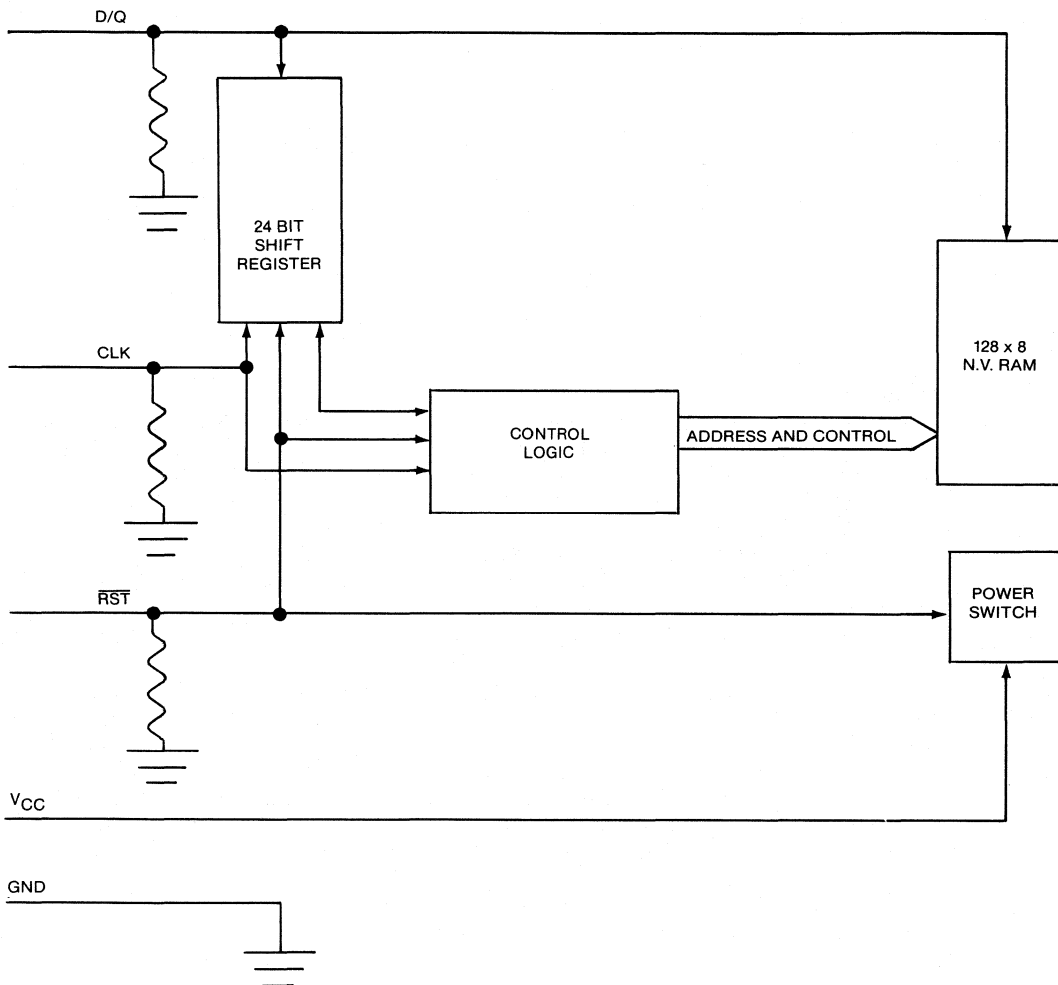 D/Q
24 BIT
SHIFT
REGISTER
CLK
128 x 8
N.V. RAM
CONTROL
LOGIC
ADDRESS AND CONTROL
RST
POWER
SWITCH
VCC
GND